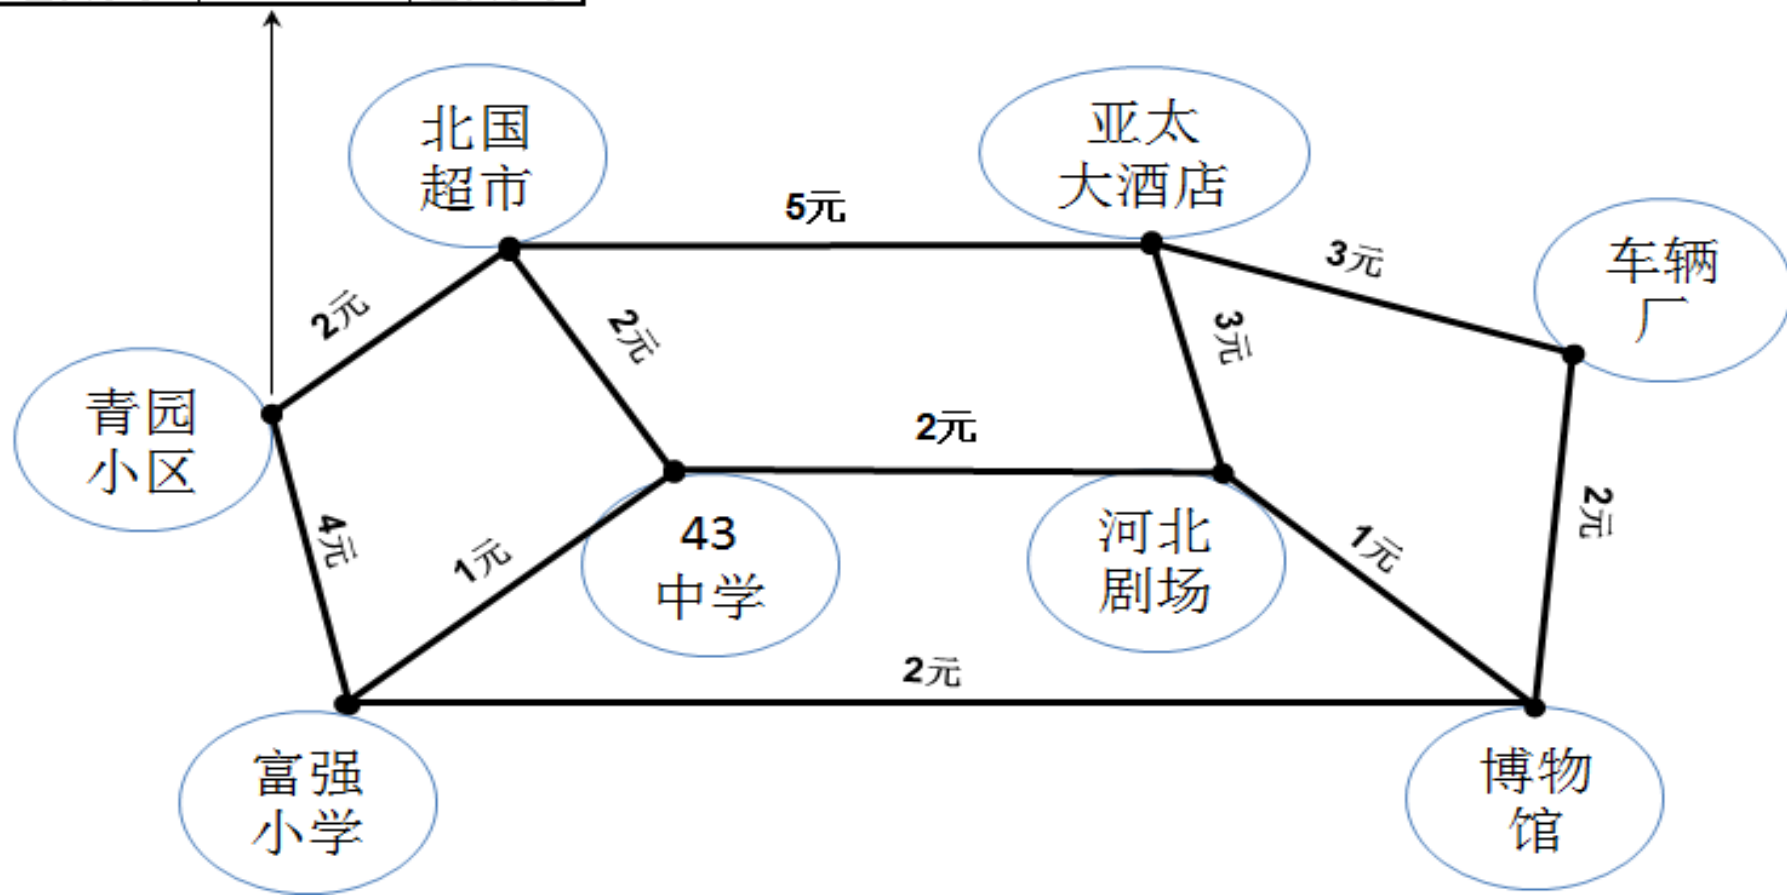 北国
超市
亚太
大酒店
5元
3元
车辆
厂
2元
2元
3元
青园
小区
2元
4元
1元
43
中学
河北
剧场
1元
2元
2元
富强
小学
博物
馆